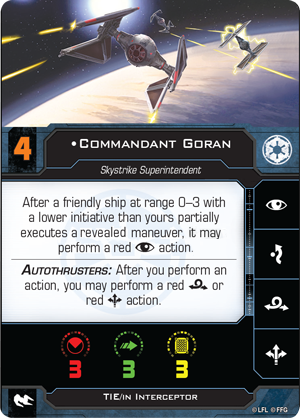 4
•Commandant Goran
Skystrike Superintendent
After a friendly ship at range 0–3 with
a lower initiative than yours partially
executes a revealed maneuver, it may
perform a red action.
Autothrusters: After you perform an
action, you may perform a red or
red action.
3 3 3
TIE/in Interceptor
©LFL ©FFG